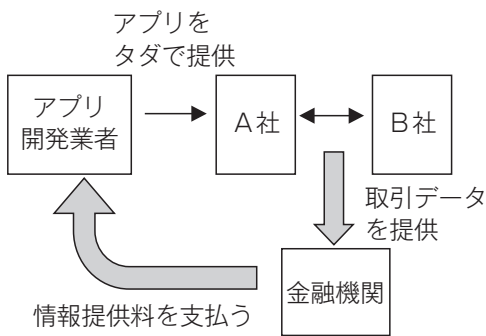 アプリを
タダで提供
アプリ
開発業者
A社
B社
取引データ
を提供
金融機関
情報提供料を支払う